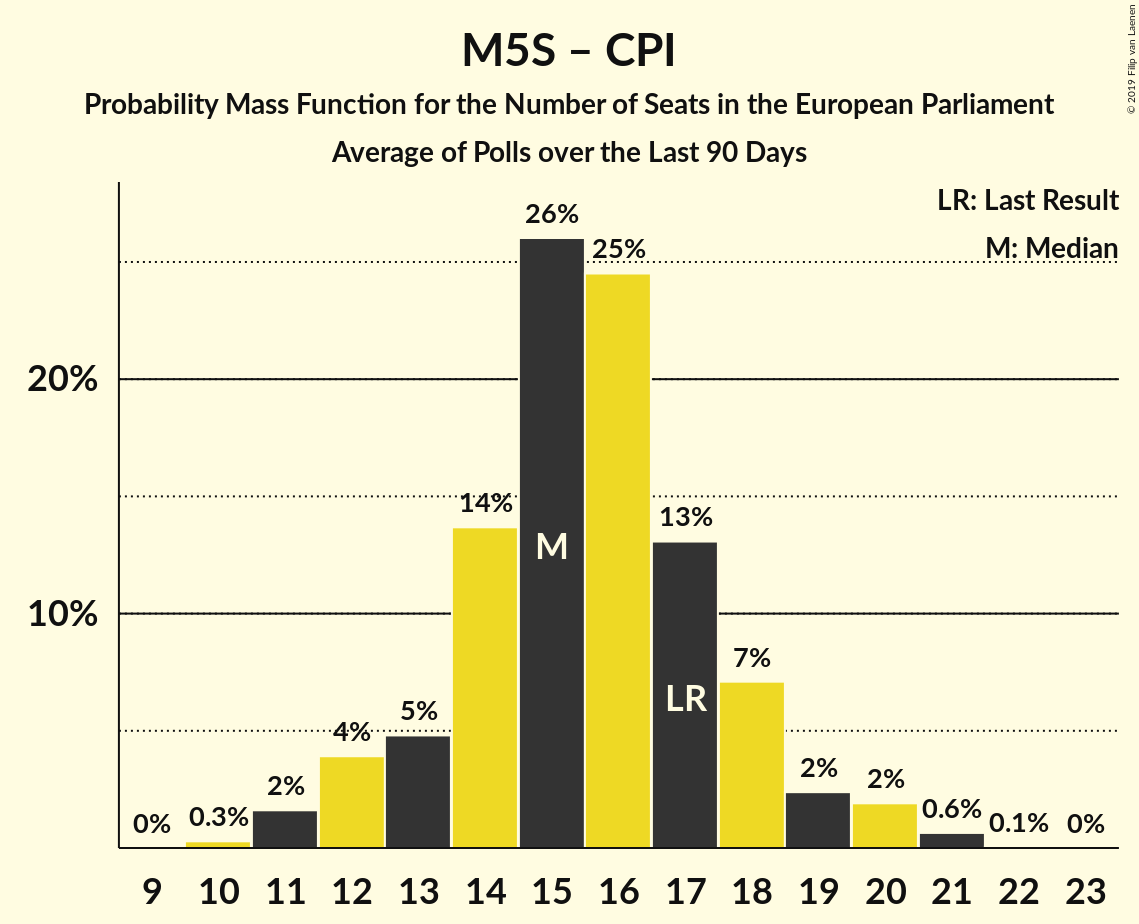 M5S – CPI
Probability Mass Function for the Number of Seats in the European Parliament
Average of Polls over the Last 90 Days
© 2019 Filip van Laenen
LR: Last Result
M: Median
20%
10%
0%
0.3%
2%
4%
5%
14%
26%
25%
13%
7%
2%
2%
0.6%
0.1%
0%
M
LR
9 10 11 12 13 14 15 16 17 18 19 20 21 22 23